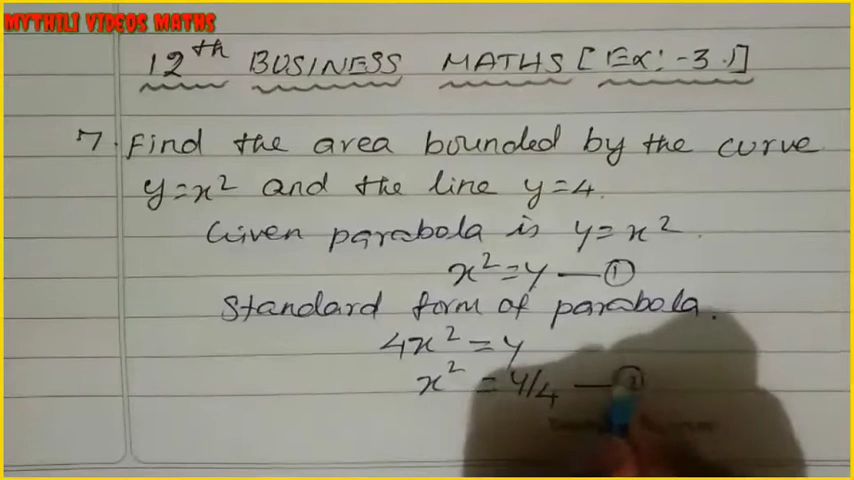 MYTHILI VIDEOS MATHS
12th BUSINESS MATHS [Ex:-3.1]
7. Find the area bounded by the curve
y=x² and the line y=4.
Given parabola is y=x².
x²=y — ①
Standard form of parabola.
4x²=y
x²=y/4 — ②